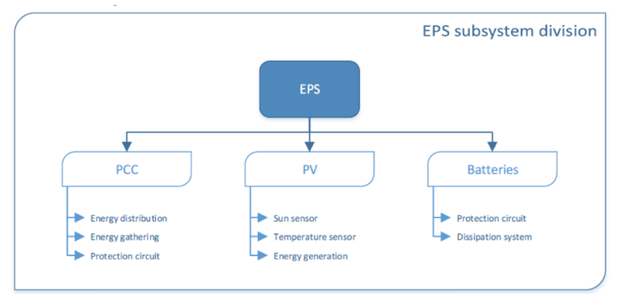 EPS subsystem division
EPS
PCC
PV
Batteries
Energy distribution
Energy gathering
Protection circuit
Sun sensor
Temperature sensor
Energy generation
Protection circuit
Dissipation system